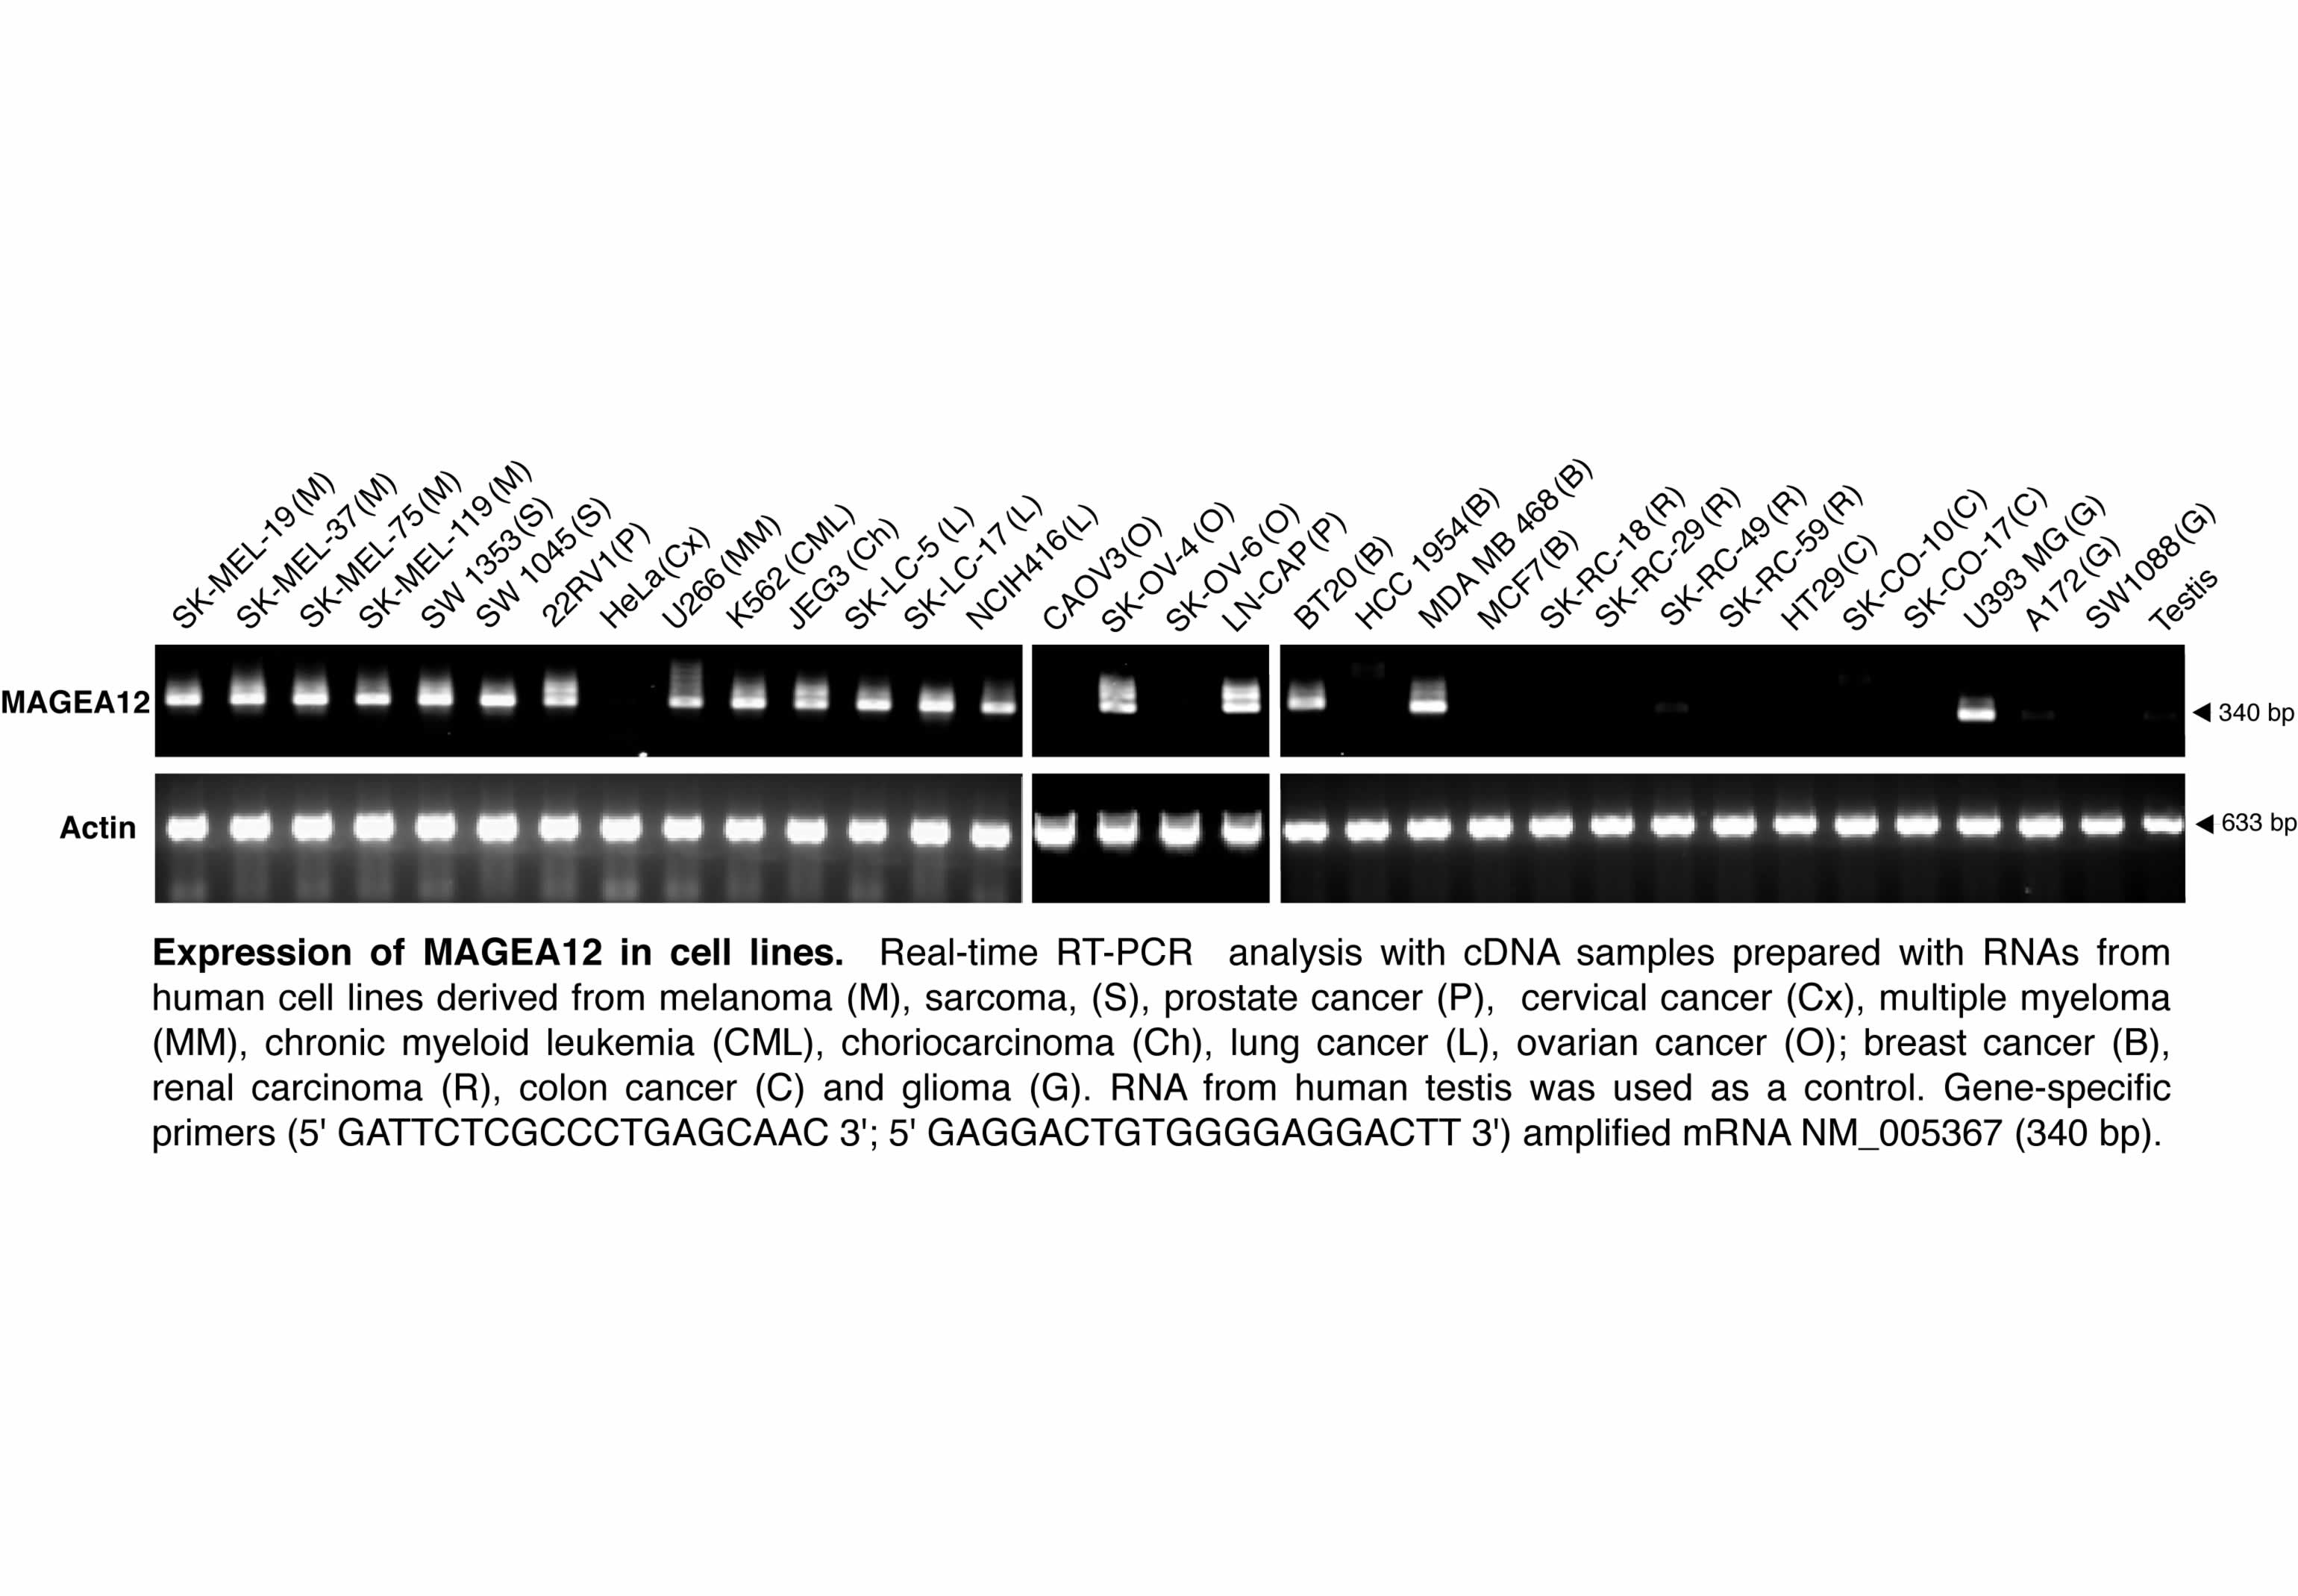 SK-MEL-19 (M)
SK-MEL-37 (M)
SK-MEL-75 (M)
SK-MEL-119 (M)
SW 1353 (S)
SW 1045 (S)
22RV1 (P)
HeLa (Cx)
U266 (MM)
K562 (CML)
JEG3 (Ch)
SK-LC-5 (L)
SK-LC-17 (L)
NCIH416 (L)
CAOV3 (O)
SK-OV-4 (O)
SK-OV-6 (O)
LN-CAP (P)
BT20 (B)
HCC 1954 (B)
MDA MB 468 (B)
MCF7 (B)
SK-RC-18 (R)
SK-RC-29 (R)
SK-RC-49 (R)
SK-RC-59 (R)
HT29 (C)
SK-CO-10 (C)
SK-CO-17 (C)
U393 MG (G)
A172 (G)
SW1088 (G)
Testis
MAGEA12
340 bp
Actin
633 bp
Expression of MAGEA12 in cell lines. Real-time RT-PCR analysis with cDNA samples prepared with RNAs from
human cell lines derived from melanoma (M), sarcoma, (S), prostate cancer (P), cervical cancer (Cx), multiple myeloma
(MM), chronic myeloid leukemia (CML), choriocarcinoma (Ch), lung cancer (L), ovarian cancer (O); breast cancer (B),
renal carcinoma (R), colon cancer (C) and glioma (G). RNA from human testis was used as a control. Gene-specific
primers (5' GATTCTCGCCCTGAGCAAC 3'; 5' GAGGACTGTGGGGAGGACTT 3') amplified mRNA NM_005367 (340 bp).